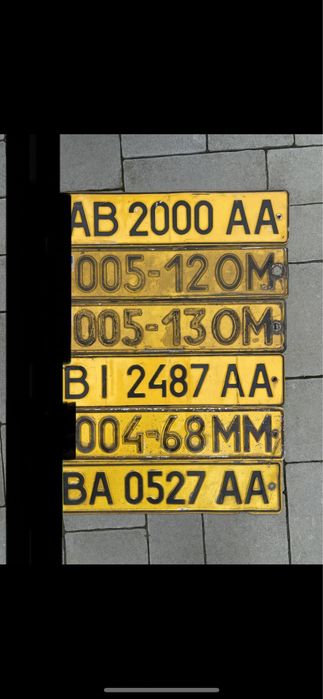 AB 2000 AA
005-12 OM
005-13 OM
BI 2487 AA
004-68 MM
BA 0527 AA